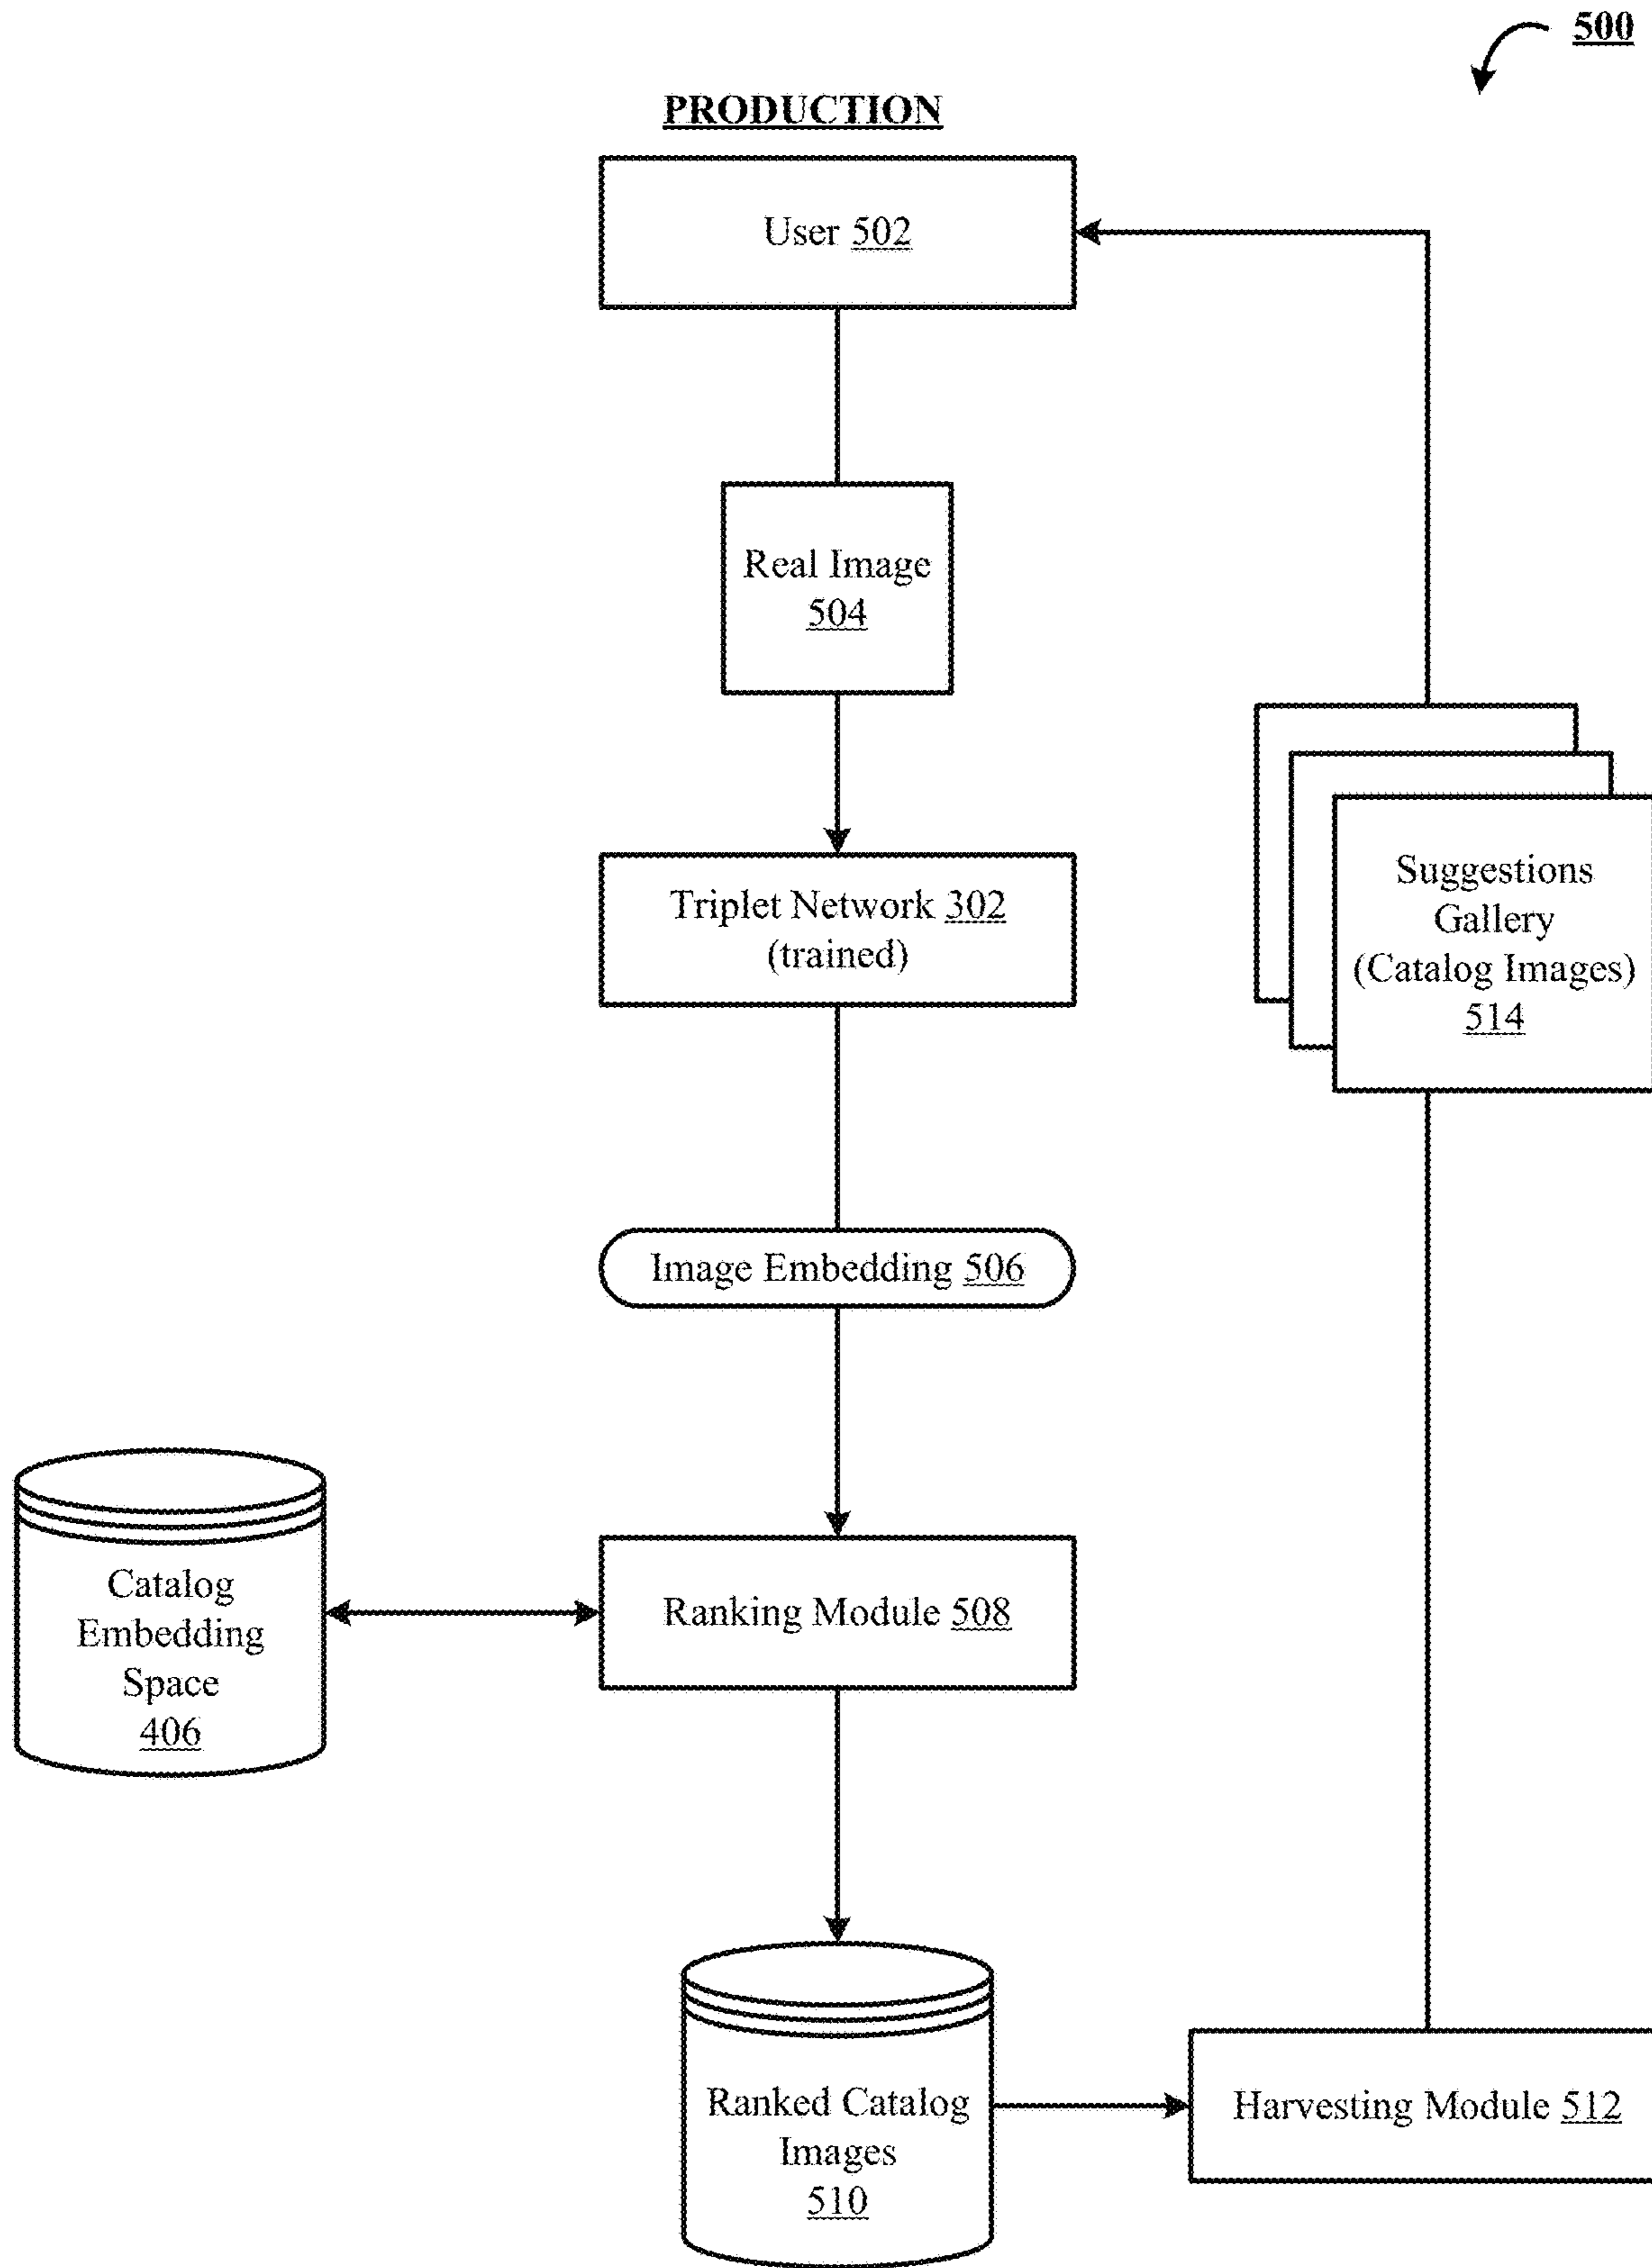 500
PRODUCTION
User 502
Real Image
504
Triplet Network 302
(trained)
Suggestions
Gallery
(Catalog Images)
514
Image Embedding 506
Catalog
Embedding
Space
406
Ranking Module 508
Ranked Catalog
Images
510
Harvesting Module 512